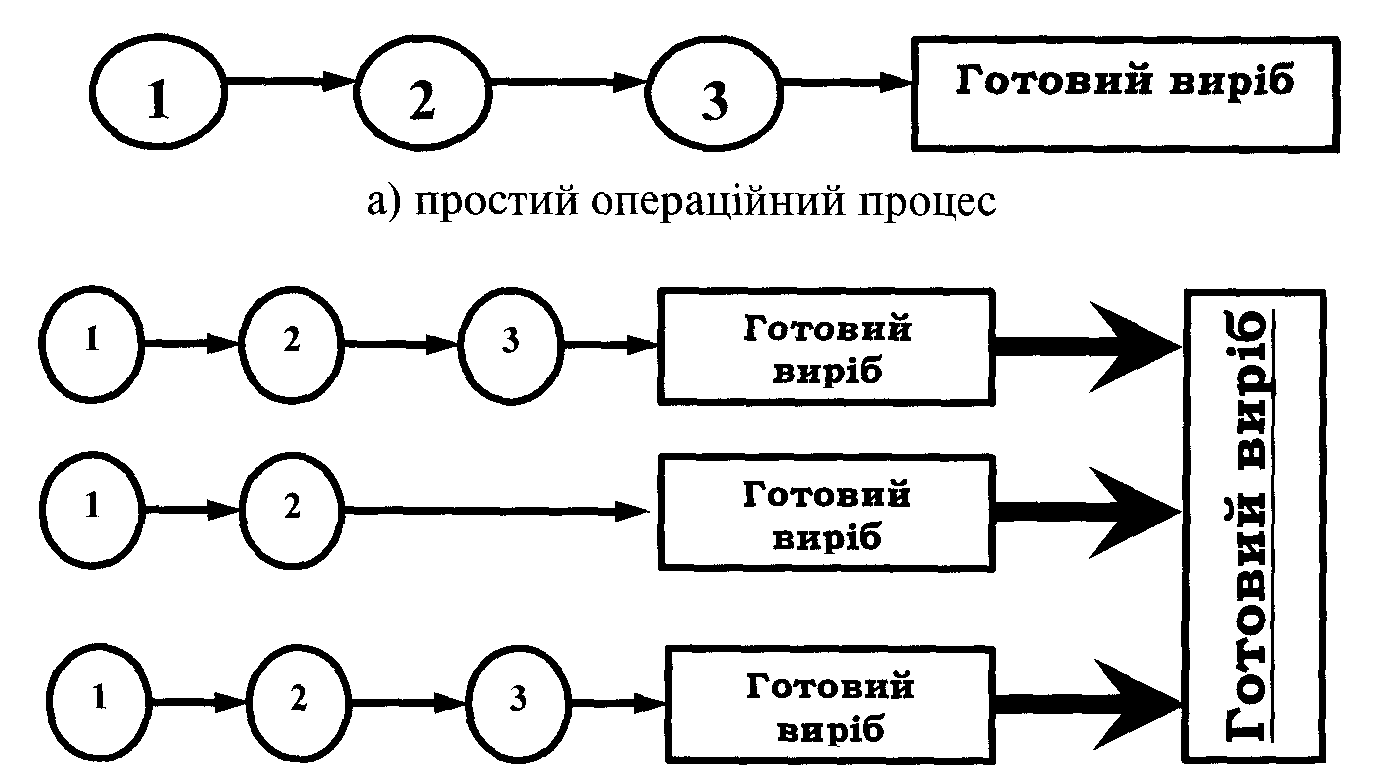 1 2 3 Готовий виріб
а) простий операційний процес
1 2 3 Готовий
виріб
1 2 Готовий
виріб
1 2 3 Готовий
виріб
Готовий виріб